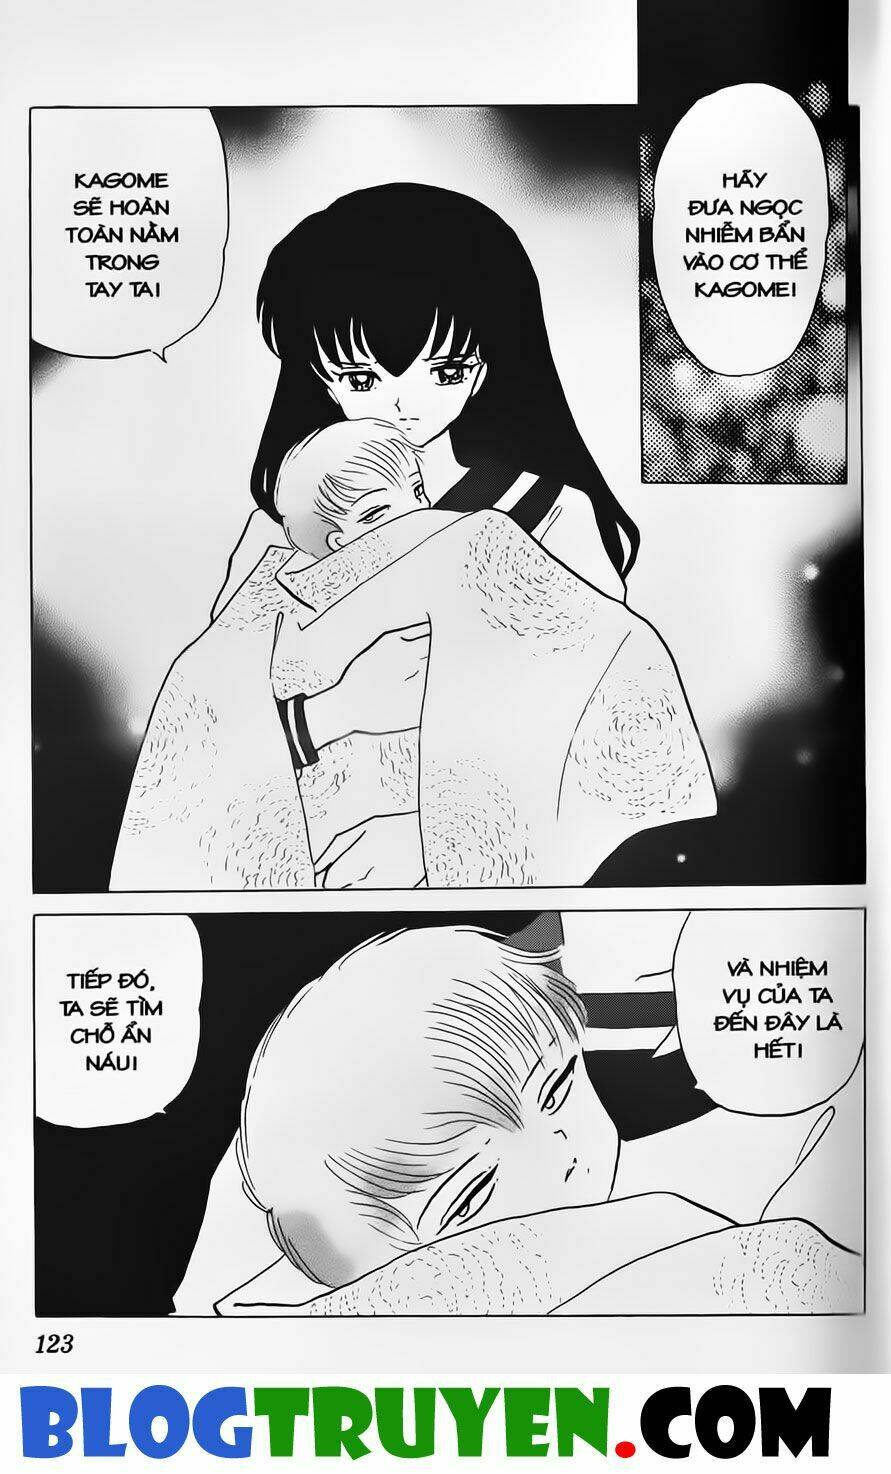 HÃY
ĐƯA NGỌC
NHIỄM BẨN
VÀO CƠ THỂ
KAGOME!
KAGOME
SẼ HOÀN
TOÀN NẰM
TRONG
TAY TA!
VÀ NHIỆM
VỤ CỦA TA
ĐẾN ĐÂY LÀ
HẾT!
TIẾP ĐÓ,
TA SẼ TÌM
CHỖ ẨN
NÁU!
123
BLOGTRUYEN.COM